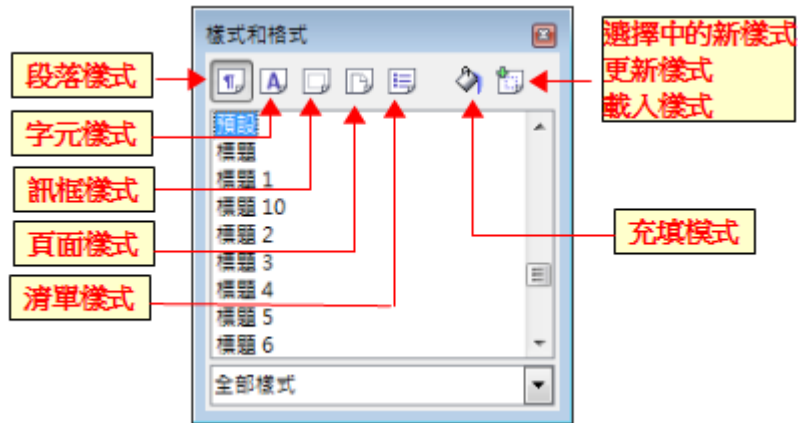 樣式和格式
段落樣式
字元樣式
訊框樣式
頁面樣式
清單樣式
選擇中的新樣式
更新樣式
載入樣式
充填模式
預設
標題
標題 1
標題 10
標題 2
標題 3
標題 4
標題 5
標題 6
全部樣式